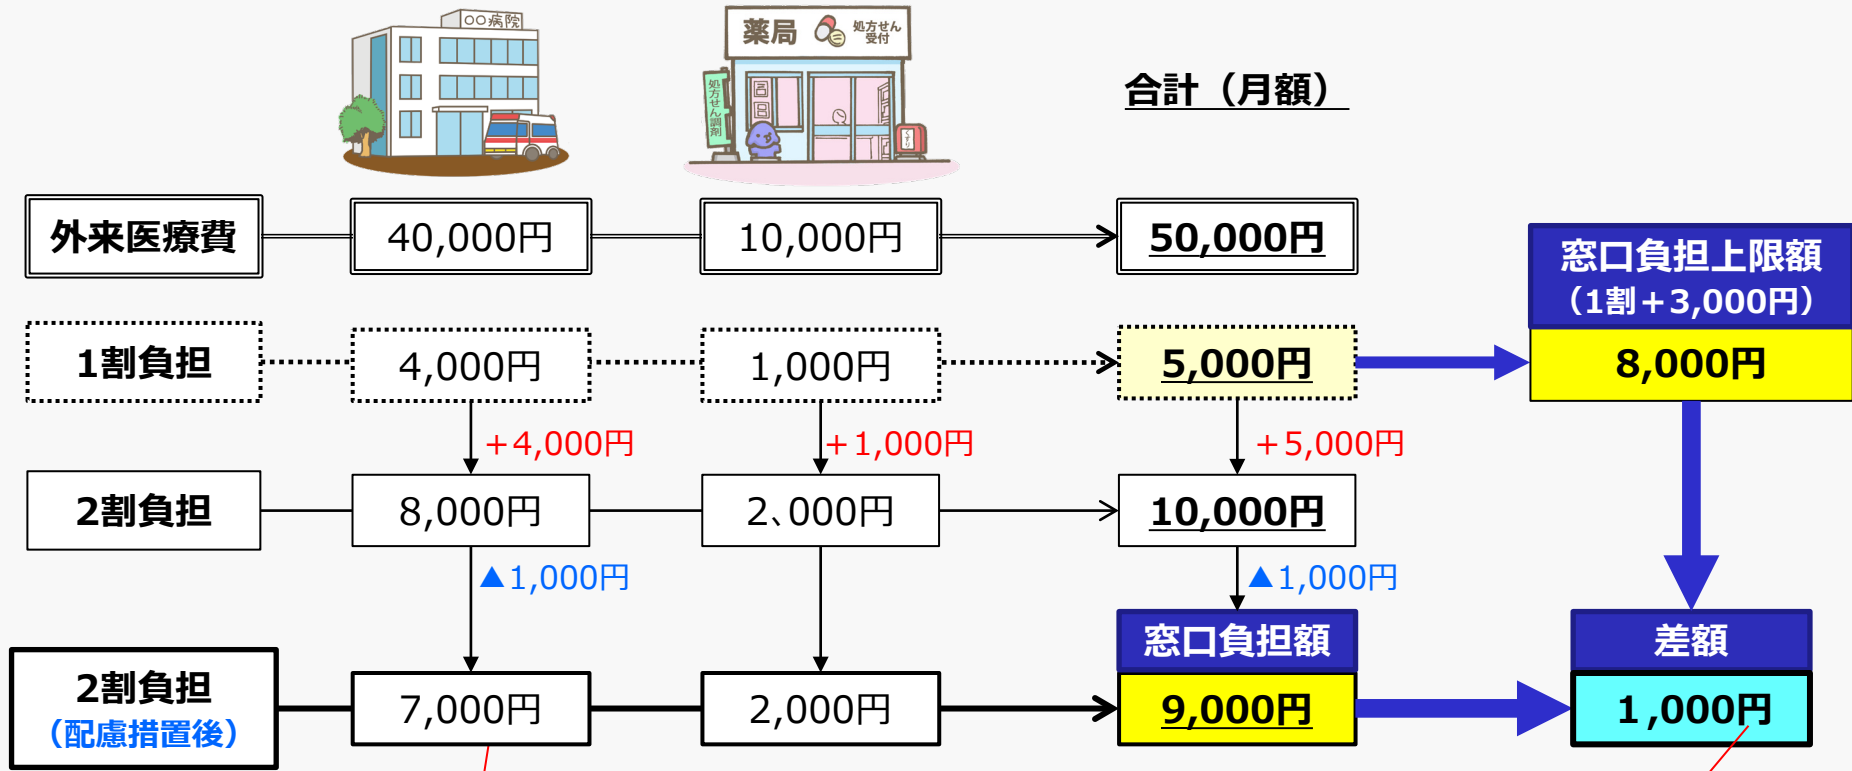 〇〇病院
薬局
処方せん
受付
処方せん調剤
くすり
合計（月額）
外来医療費
40,000円
10,000円
50,000円
窓口負担上限額
（1割＋3,000円）
8,000円
1割負担
4,000円
1,000円
5,000円
＋4,000円
＋1,000円
＋5,000円
2割負担
8,000円
2、000円
10,000円
▲1,000円
▲1,000円
窓口負担額
差額
2割負担
（配慮措置後）
7,000円
2,000円
9,000円
1,000円